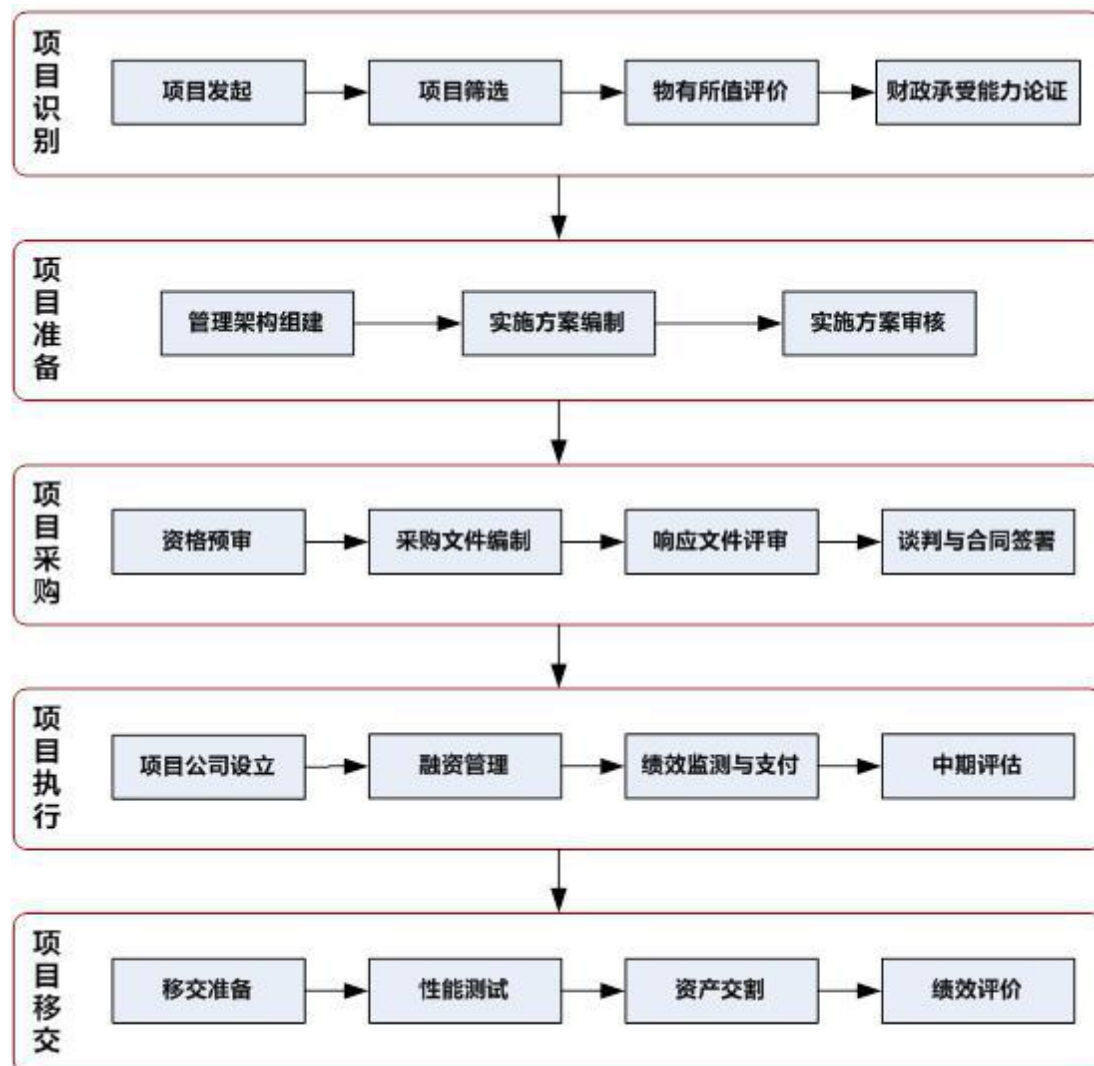 项目识别
项目发起
项目筛选
物有所值评价
财政承受能力论证
项目准备
管理架构组建
实施方案编制
实施方案审核
项目采购
资格预审
采购文件编制
响应文件评审
谈判与合同签署
项目执行
项目公司设立
融资管理
绩效监测与支付
中期评估
项目移交
移交准备
性能测试
资产交割
绩效评价